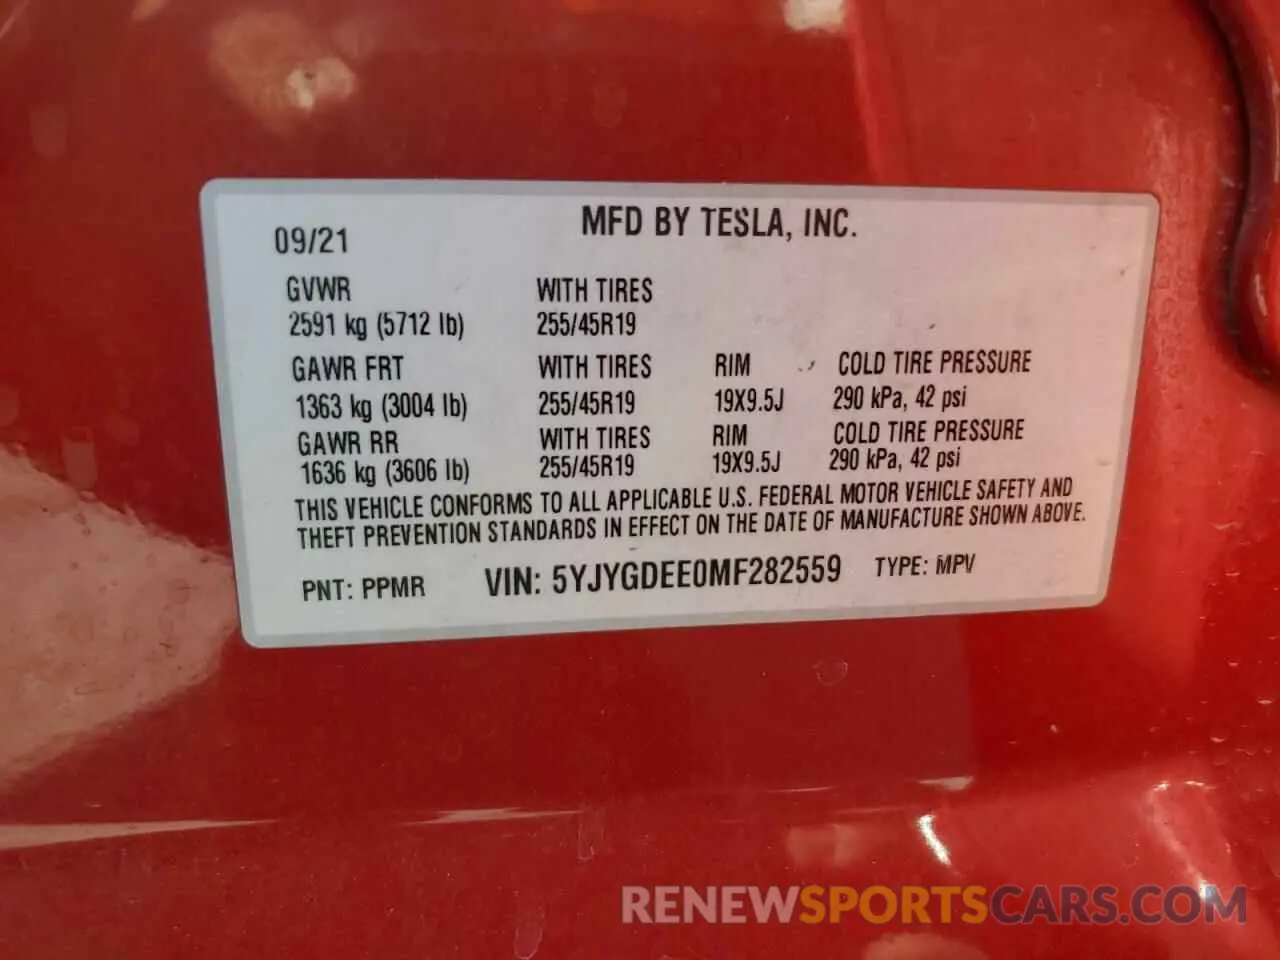 MFD BY TESLA, INC.
09/21
GVWR WITH TIRES
2591 kg (5712 lb) 255/45R19
GAWR FRT WITH TIRES RIM COLD TIRE PRESSURE
1363 kg (3004 lb) 255/45R19 19X9.5J 290 kPa, 42 psi
GAWR RR WITH TIRES RIM COLD TIRE PRESSURE
1636 kg (3606 lb) 255/45R19 19X9.5J 290 kPa, 42 psi
THIS VEHICLE CONFORMS TO ALL APPLICABLE U.S. FEDERAL MOTOR VEHICLE SAFETY AND
THEFT PREVENTION STANDARDS IN EFFECT ON THE DATE OF MANUFACTURE SHOWN ABOVE.
PNT: PPMR VIN: 5YJYGDEE0MF282559 TYPE: MPV
RENEWSPORTSCARS.COM